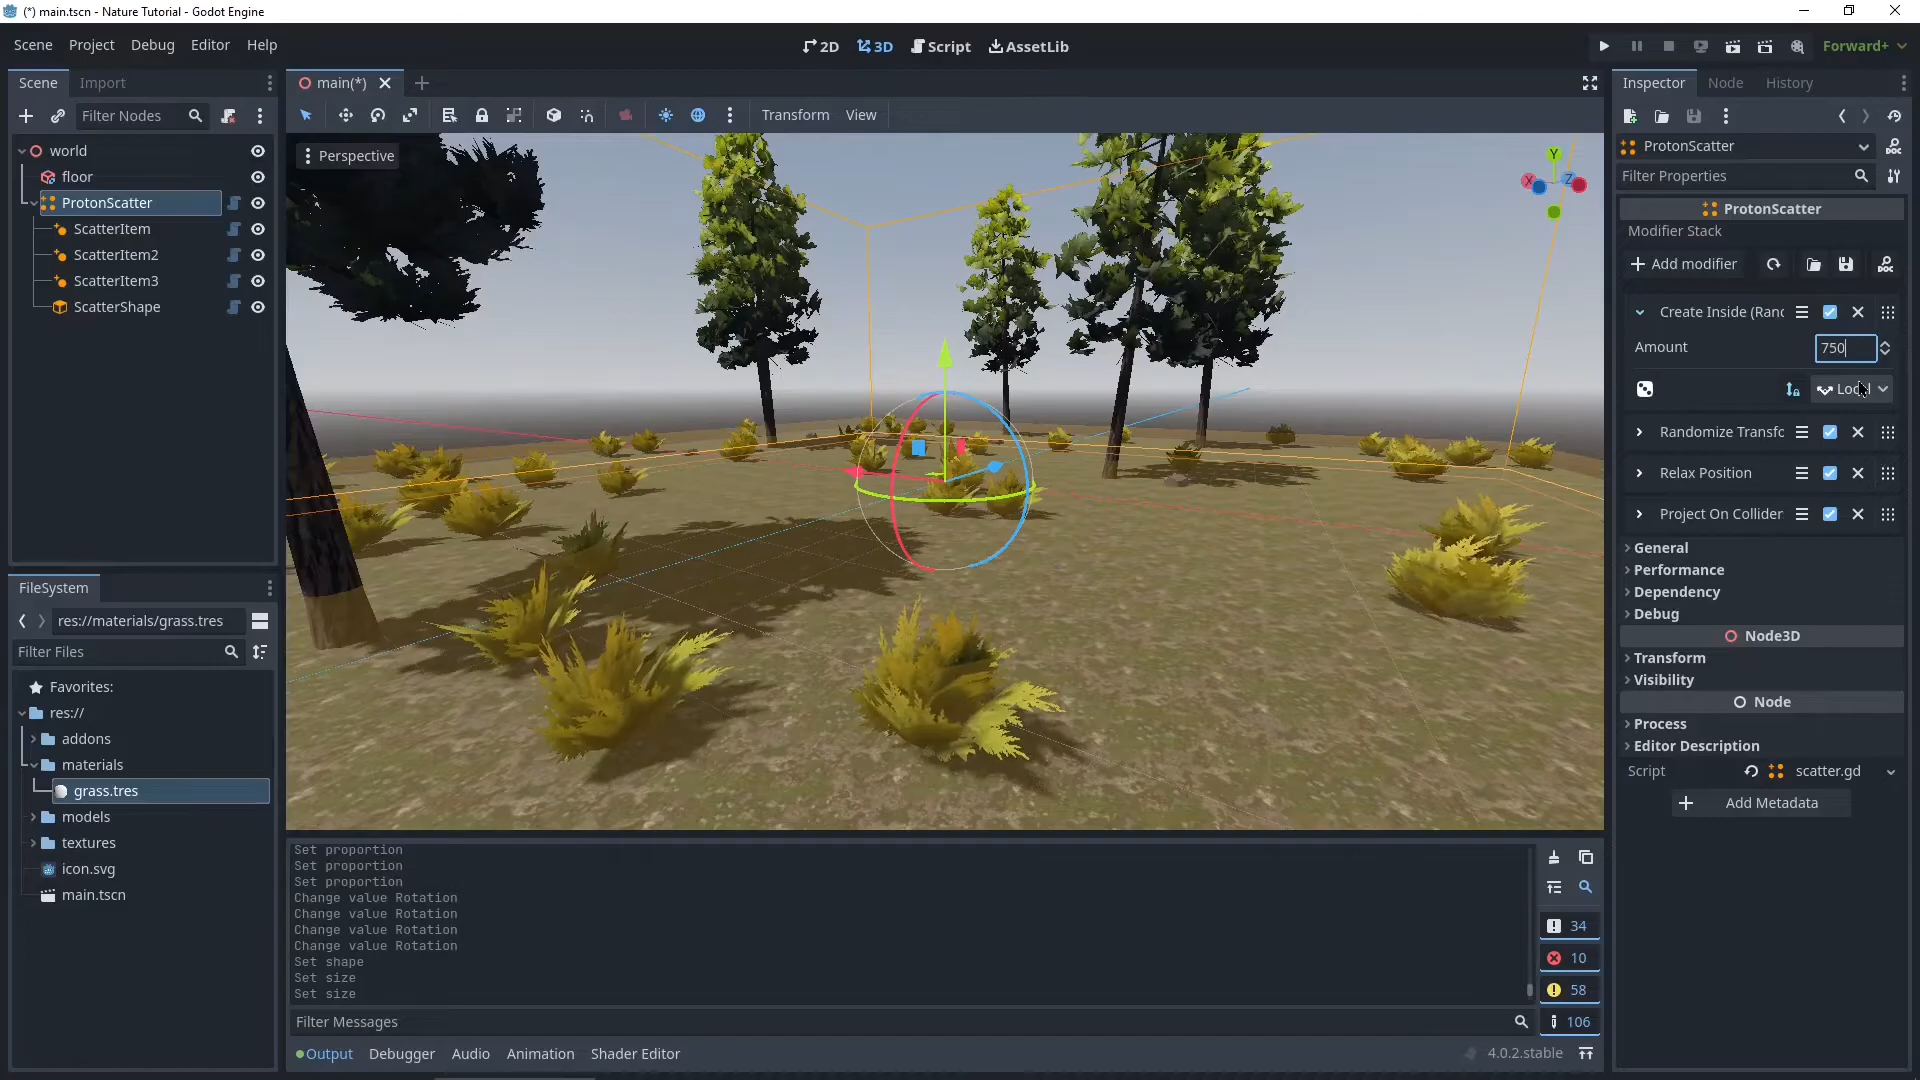 (*) main.tscn - Nature Tutorial - Godot Engine
Scene Project Debug Editor Help
2D 3D Script AssetLib
Forward+
Scene Import
main(*)
Inspector Node History
Filter Nodes
Transform View
world
floor
ProtonScatter
ScatterItem
ScatterItem2
ScatterItem3
ScatterShape
Perspective
Y
X
Z
ProtonScatter
Filter Properties
ProtonScatter
Modifier Stack
Add modifier
Create Inside (Ranc
Amount 750
Randomize Transfo
Relax Position
Project On Collider
General
Performance
Dependency
Debug
Node3D
Transform
Visibility
Node
Process
Editor Description
Script scatter.gd
Add Metadata
FileSystem
res://materials/grass.tres
Filter Files
Favorites:
res://
addons
materials
grass.tres
models
textures
icon.svg
main.tscn
Set proportion
Set proportion
Set proportion
Change value Rotation
Change value Rotation
Change value Rotation
Change value Rotation
Set shape
Set size
Set size
34
10
58
106
Filter Messages
Output Debugger Audio Animation Shader Editor
4.0.2.stable